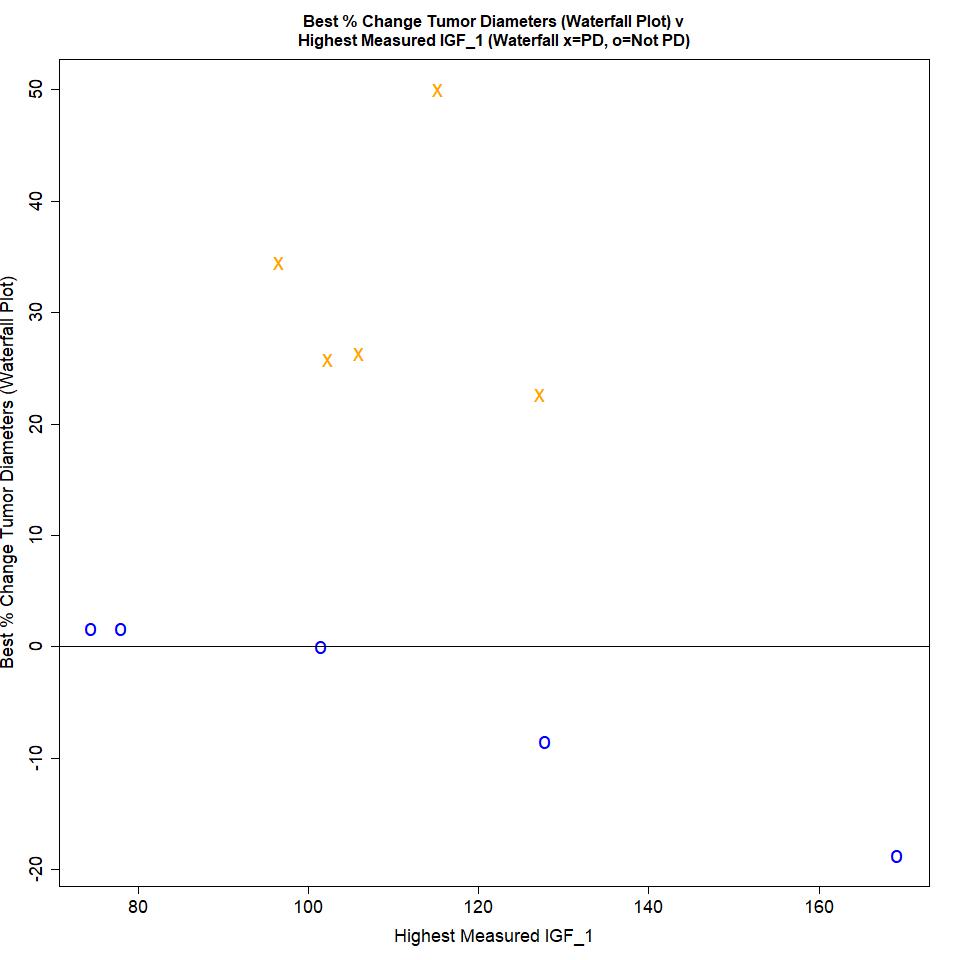 Best % Change Tumor Diameters (Waterfall Plot) v
Highest Measured IGF_1 (Waterfall x=PD, o=Not PD)
Best % Change Tumor Diameters (Waterfall Plot)
50
40
30
20
10
0
-10
-20
X
X
X
X
X
O
O
O
O
O
80
100
120
140
160
Highest Measured IGF_1